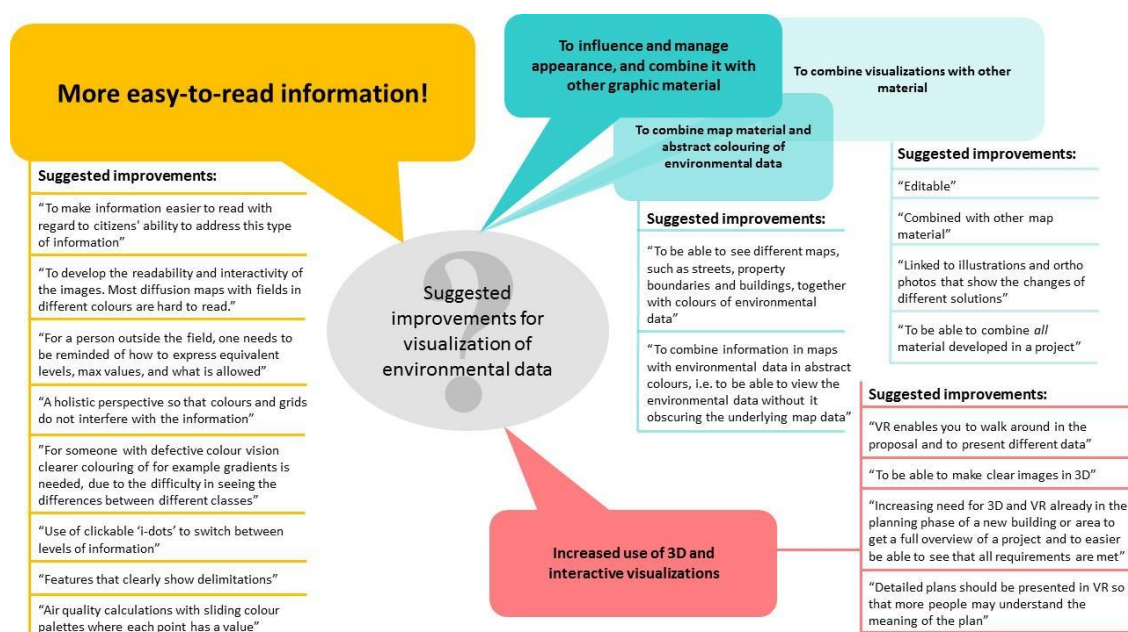 More easy-to-read information!
Suggested improvements:
“To make information easier to read with
regard to citizens' ability to address this type
of information”
“To develop the readability and interactivity of
the images. Most diffusion maps with fields in
different colours are hard to read.”
“For a person outside the field, one needs to
be reminded of how to express equivalent
levels, max values, and what is allowed”
“A holistic perspective so that colours and grids
do not interfere with the information”
”For someone with defective colour vision
clearer colouring of for example gradients is
needed, due to the difficulty in seeing the
differences between different classes”
“Use of clickable ‘i-dots’ to switch between
levels of information”
“Features that clearly show delimitations”
“Air quality calculations with sliding colour
palettes where each point has a value”
To influence and manage
appearance, and combine it with
other graphic material
To combine map material and
abstract colouring of
environmental data
To combine visualizations with other
material
?
Suggested
improvements for
visualization of
environmental data
Suggested improvements:
“To be able to see different maps,
such as streets, property
boundaries and buildings, together
with colours of environmental
data”
“To combine information in maps
with environmental data in abstract
colours, i.e. to be able to view the
environmental data without it
obscuring the underlying map data”
Suggested improvements:
“Editable”
“Combined with other map
material”
“Linked to illustrations and ortho
photos that show the changes of
different solutions”
“To be able to combine all
material developed in a project”
Increased use of 3D and
interactive visualizations
Suggested improvements:
“VR enables you to walk around in the
proposal and to present different data”
“To be able to make clear images in 3D”
“Increasing need for 3D and VR already in the
planning phase of a new building or area to
get a full overview of a project and to easier
be able to see that all requirements are met”
“Detailed plans should be presented in VR so
that more people may understand the
meaning of the plan”